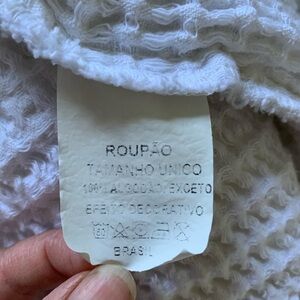 ROUPÃO
TAMANHO UNICO
100% ALGODÃO/EXCETO
EFEITO DECORATIVO
BRASIL